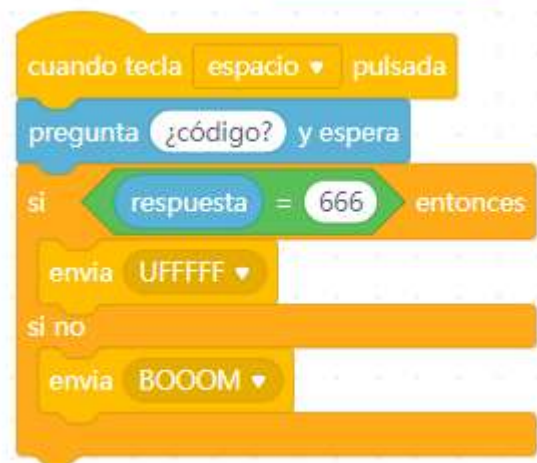 cuando tecla espacio pulsada
pregunta ¿código? y espera
si respuesta = 666 entonces
envia UFFFFF
si no
envia BOOOM